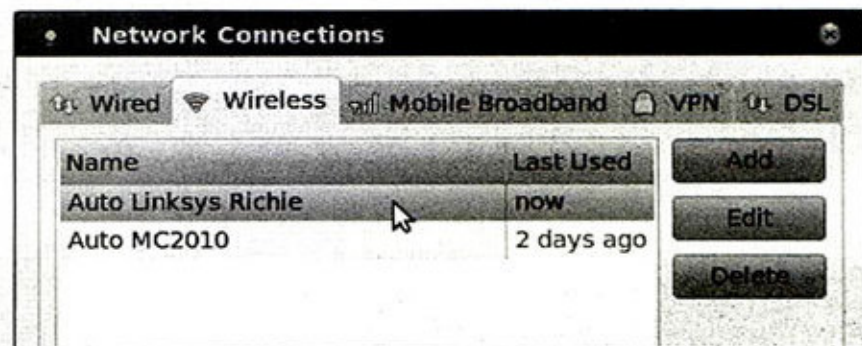 Network Connections
Wired Wireless Mobile Broadband VPN DSL
Name Last Used Add
Auto Linksys Richie now Edit
Auto MC2010 2 days ago
Delete